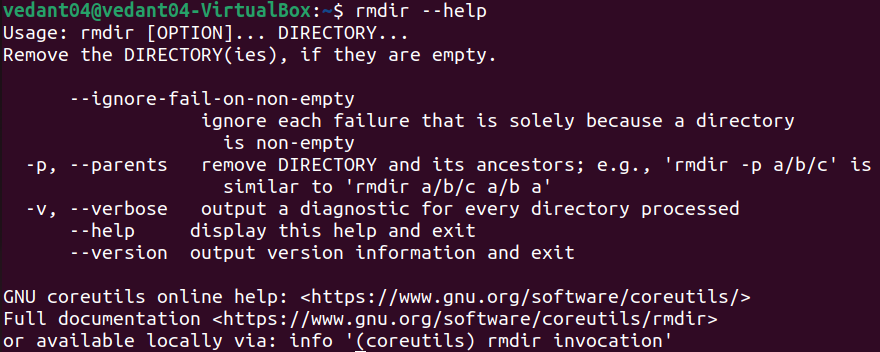 vedant04@vedant04-VirtualBox:~$ rmdir --help
Usage: rmdir [OPTION]... DIRECTORY...
Remove the DIRECTORY(ies), if they are empty.
--ignore-fail-on-non-empty
ignore each failure that is solely because a directory
is non-empty
-p, --parents   remove DIRECTORY and its ancestors; e.g., 'rmdir -p a/b/c' is
similar to 'rmdir a/b/c a/b a'
-v, --verbose   output a diagnostic for every directory processed
--help     display this help and exit
--version  output version information and exit
GNU coreutils online help: <https://www.gnu.org/software/coreutils/>
Full documentation <https://www.gnu.org/software/coreutils/rmdir>
or available locally via: info '(coreutils) rmdir invocation'